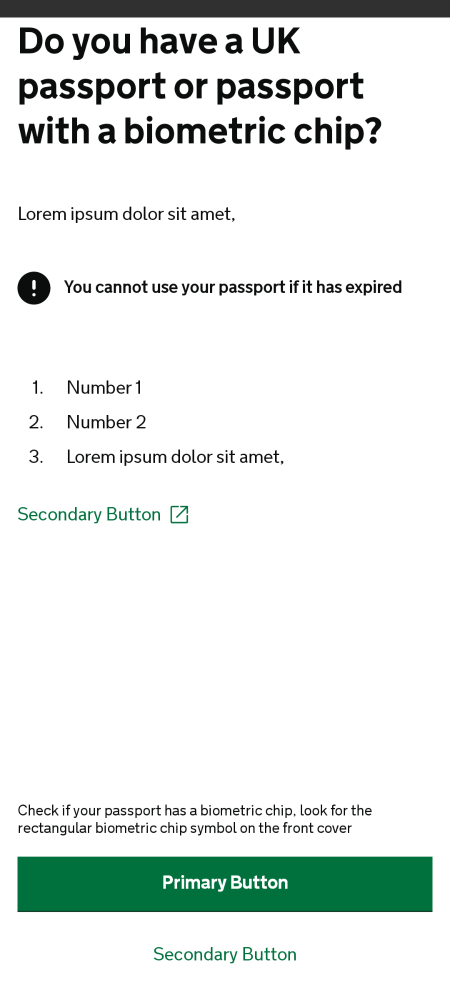 Do you have a UK
passport or passport
with a biometric chip?
Lorem ipsum dolor sit amet,
You cannot use your passport if it has expired
1. Number 1
2. Number 2
3. Lorem ipsum dolor sit amet,
Secondary Button
Check if your passport has a biometric chip, look for the
rectangular biometric chip symbol on the front cover
Primary Button
Secondary Button